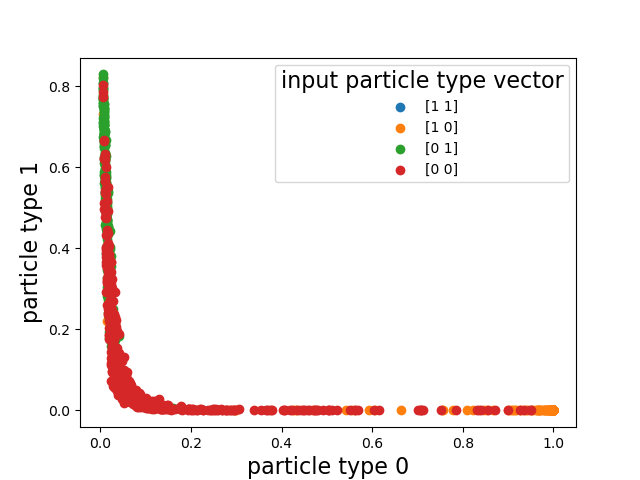 input particle type vector
[1 1]
[1 0]
[0 1]
[0 0]
particle type 1
0.8
0.6
0.4
0.2
0.0
0.0 0.2 0.4 0.6 0.8 1.0
particle type 0